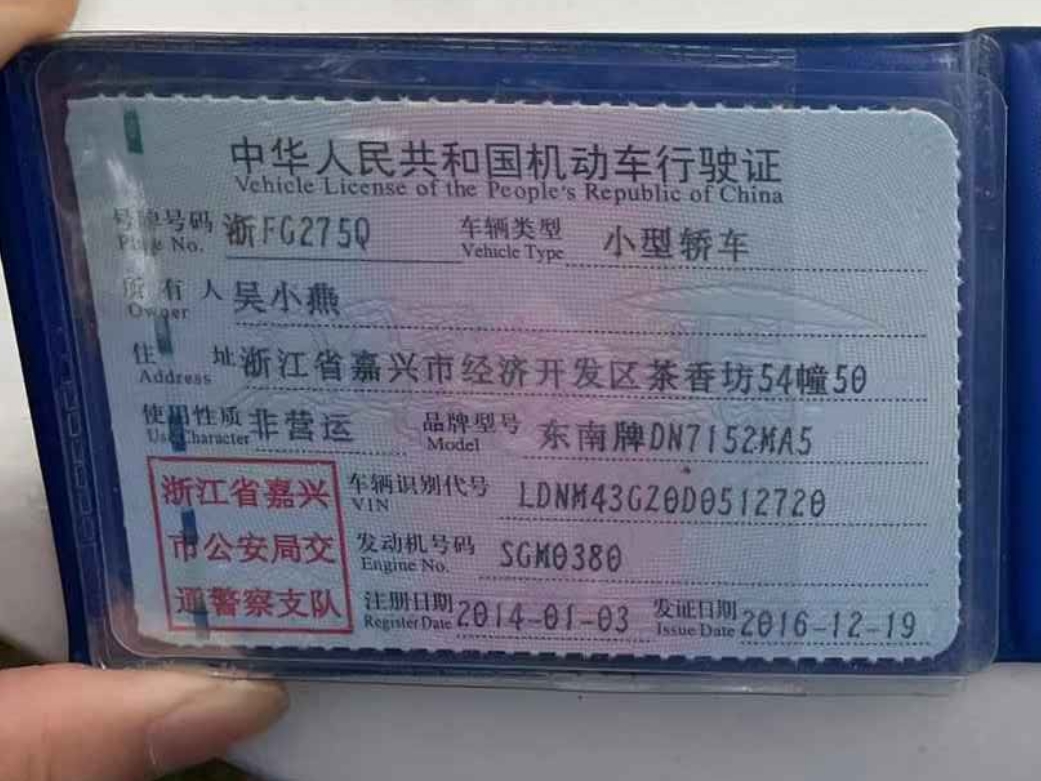 中华人民共和国机动车行驶证
Vehicle License of the People's Republic of China
号牌号码 浙FG275Q 车辆类型 小型轿车
Plate No. Vehicle Type
所有人 吴小燕
Owner
住址 浙江省嘉兴市经济开发区茶香坊54幢50
Address
使用性质 非营运 品牌型号 东南牌DN7152MA5
Use Character Model
浙江省嘉兴 车辆识别代号 LDNM43GZ0D0512720
VIN
市公安局交 发动机号码 SGM0380
Engine No.
通警察支队 注册日期 2014-01-03 发证日期 2016-12-19
Register Date Issue Date